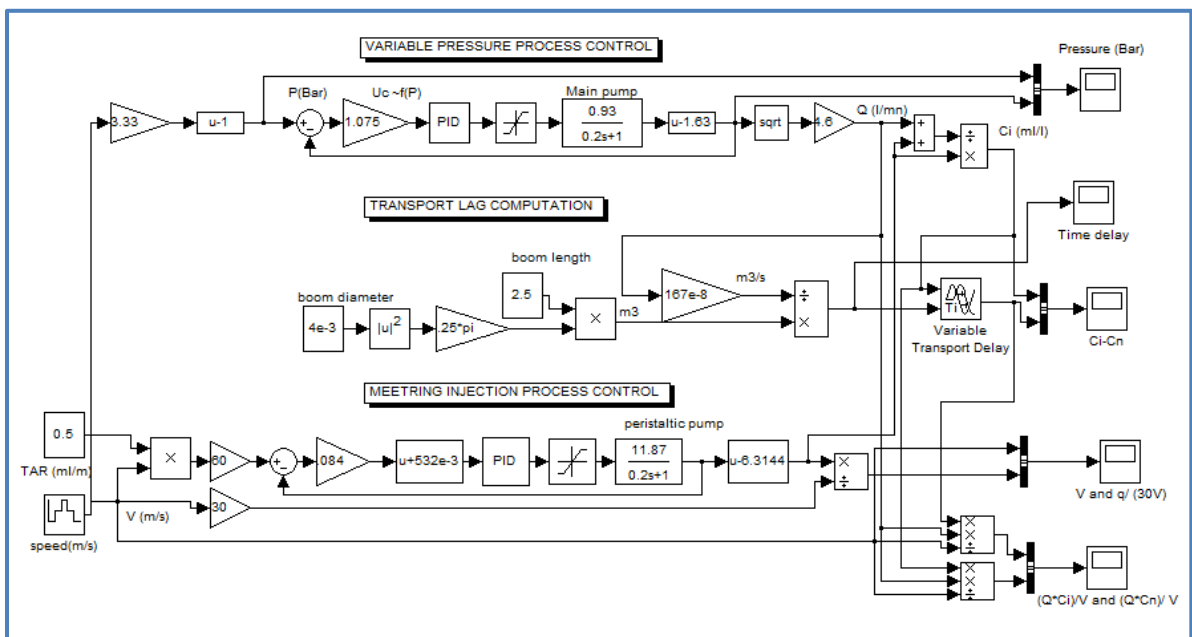 VARIABLE PRESSURE PROCESS CONTROL
Pressure (Bar)
P(Bar)
Uc ~f(P)
Main pump
3.33
u-1
+
-
1.075
PID
0.93
0.2s+1
u-1.63
sqrt
4.6
Q (l/mn)
+
+
÷
×
Ci (ml/l)
TRANSPORT LAG COMPUTATION
Time delay
boom length
2.5
boom diameter
4e-3
|u|²
.25*pi
×
m3
167e-8
m3/s
÷
×
Ti
Variable
Transport Delay
Ci-Cn
MEETRING INJECTION PROCESS CONTROL
peristaltic pump
0.5
TAR (ml/m)
×
60
+
-
.084
u+532e-3
PID
11.87
0.2s+1
u-6.3144
×
÷
V and q/ (30V)
speed(m/s)
V (m/s)
30
×
×
÷
×
×
÷
(Q*Ci)/V and (Q*Cn)/ V